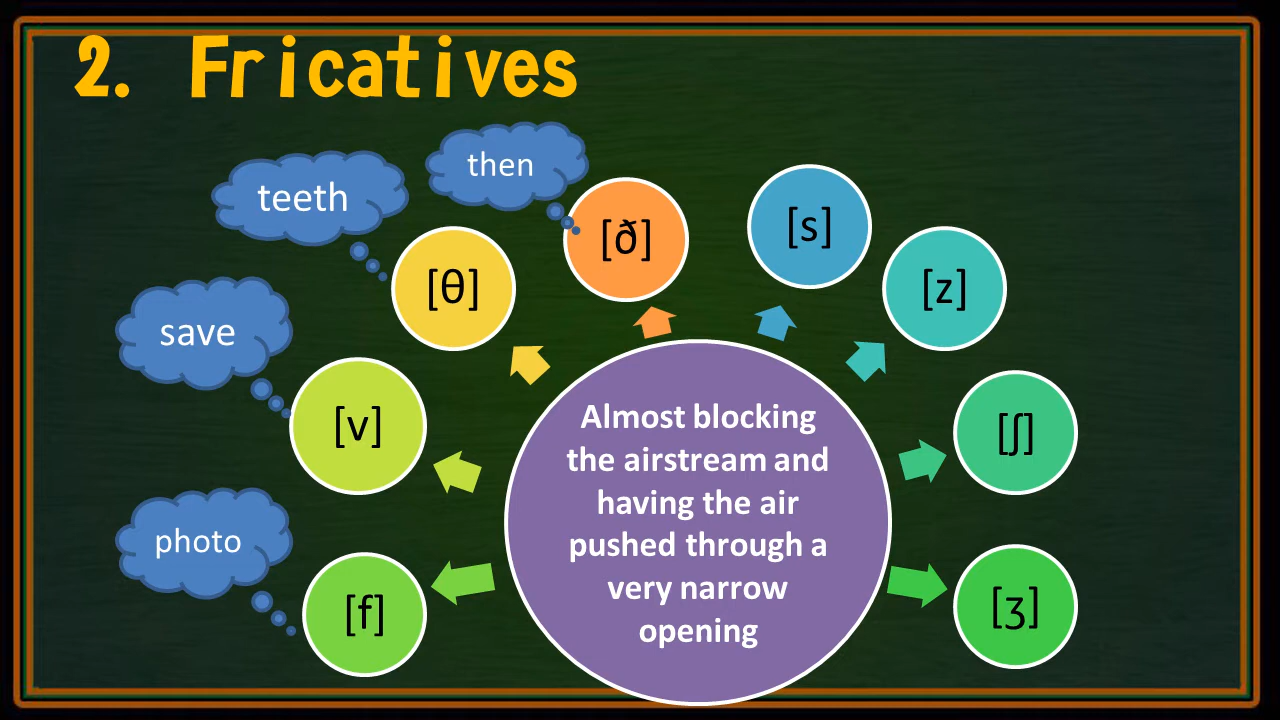 2. Fricatives
then
teeth
[ð]
[s]
[θ]
[z]
save
[v]
[ʃ]
Almost blocking
the airstream and
having the air
pushed through a
very narrow
opening
photo
[f]
[ʒ]